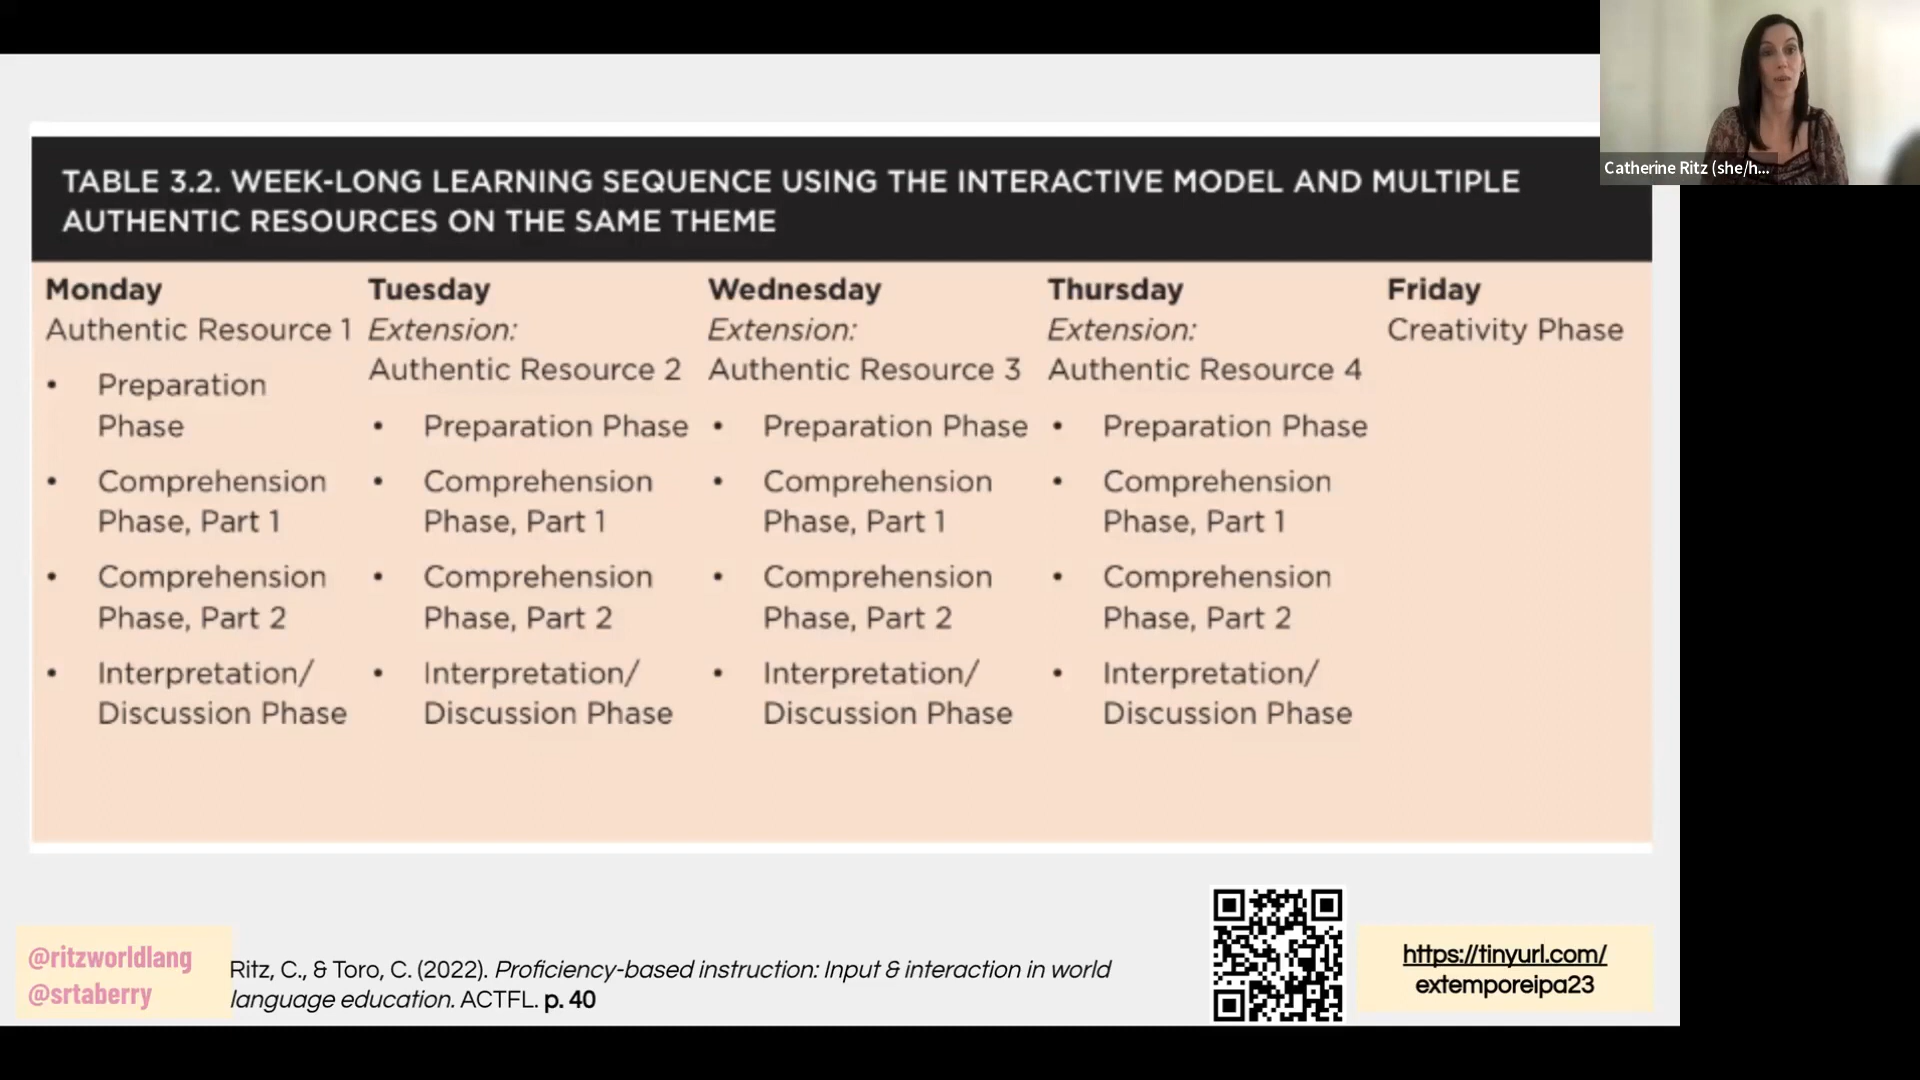 Catherine Ritz (she/h...
TABLE 3.2. WEEK-LONG LEARNING SEQUENCE USING THE INTERACTIVE MODEL AND MULTIPLE
AUTHENTIC RESOURCES ON THE SAME THEME
Monday
Authentic Resource 1
• Preparation
Phase
• Comprehension
Phase, Part 1
• Comprehension
Phase, Part 2
• Interpretation/
Discussion Phase
Tuesday
Extension:
Authentic Resource 2
• Preparation Phase
• Comprehension
Phase, Part 1
• Comprehension
Phase, Part 2
• Interpretation/
Discussion Phase
Wednesday
Extension:
Authentic Resource 3
• Preparation Phase
• Comprehension
Phase, Part 1
• Comprehension
Phase, Part 2
• Interpretation/
Discussion Phase
Thursday
Extension:
Authentic Resource 4
• Preparation Phase
• Comprehension
Phase, Part 1
• Comprehension
Phase, Part 2
• Interpretation/
Discussion Phase
Friday
Creativity Phase
@ritzworldlang
@srtaberry
Ritz, C., & Toro, C. (2022). Proficiency-based instruction: Input & interaction in world
language education. ACTFL. p. 40
https://tinyurl.com/
extemporeipa23